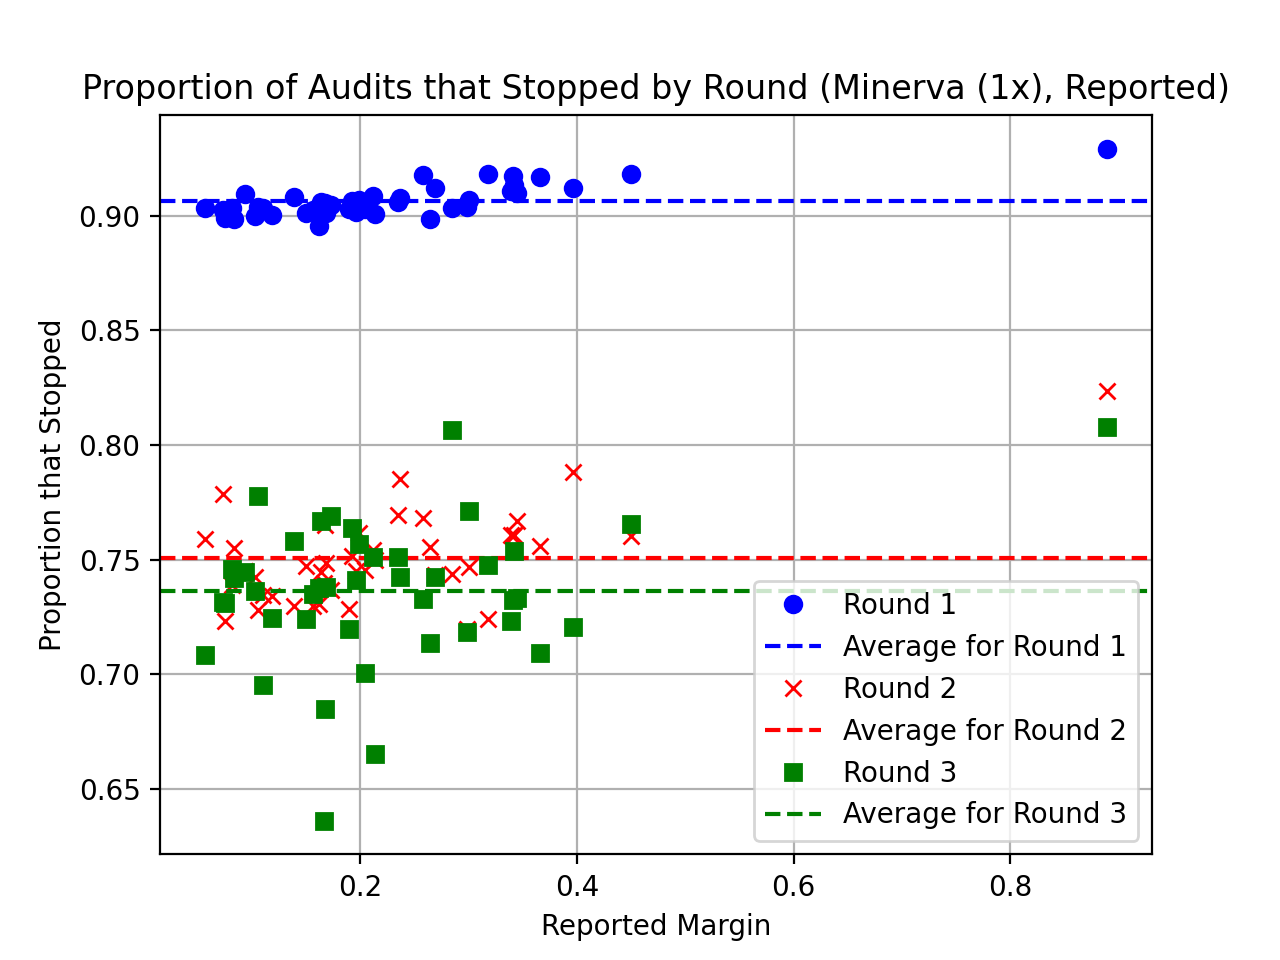 Proportion of Audits that Stopped by Round (Minerva (1x), Reported)
Proportion that Stopped
0.90
0.85
0.80
0.75
0.70
0.65
Round 1
Average for Round 1
Round 2
Average for Round 2
Round 3
Average for Round 3
0.2 0.4 0.6 0.8
Reported Margin